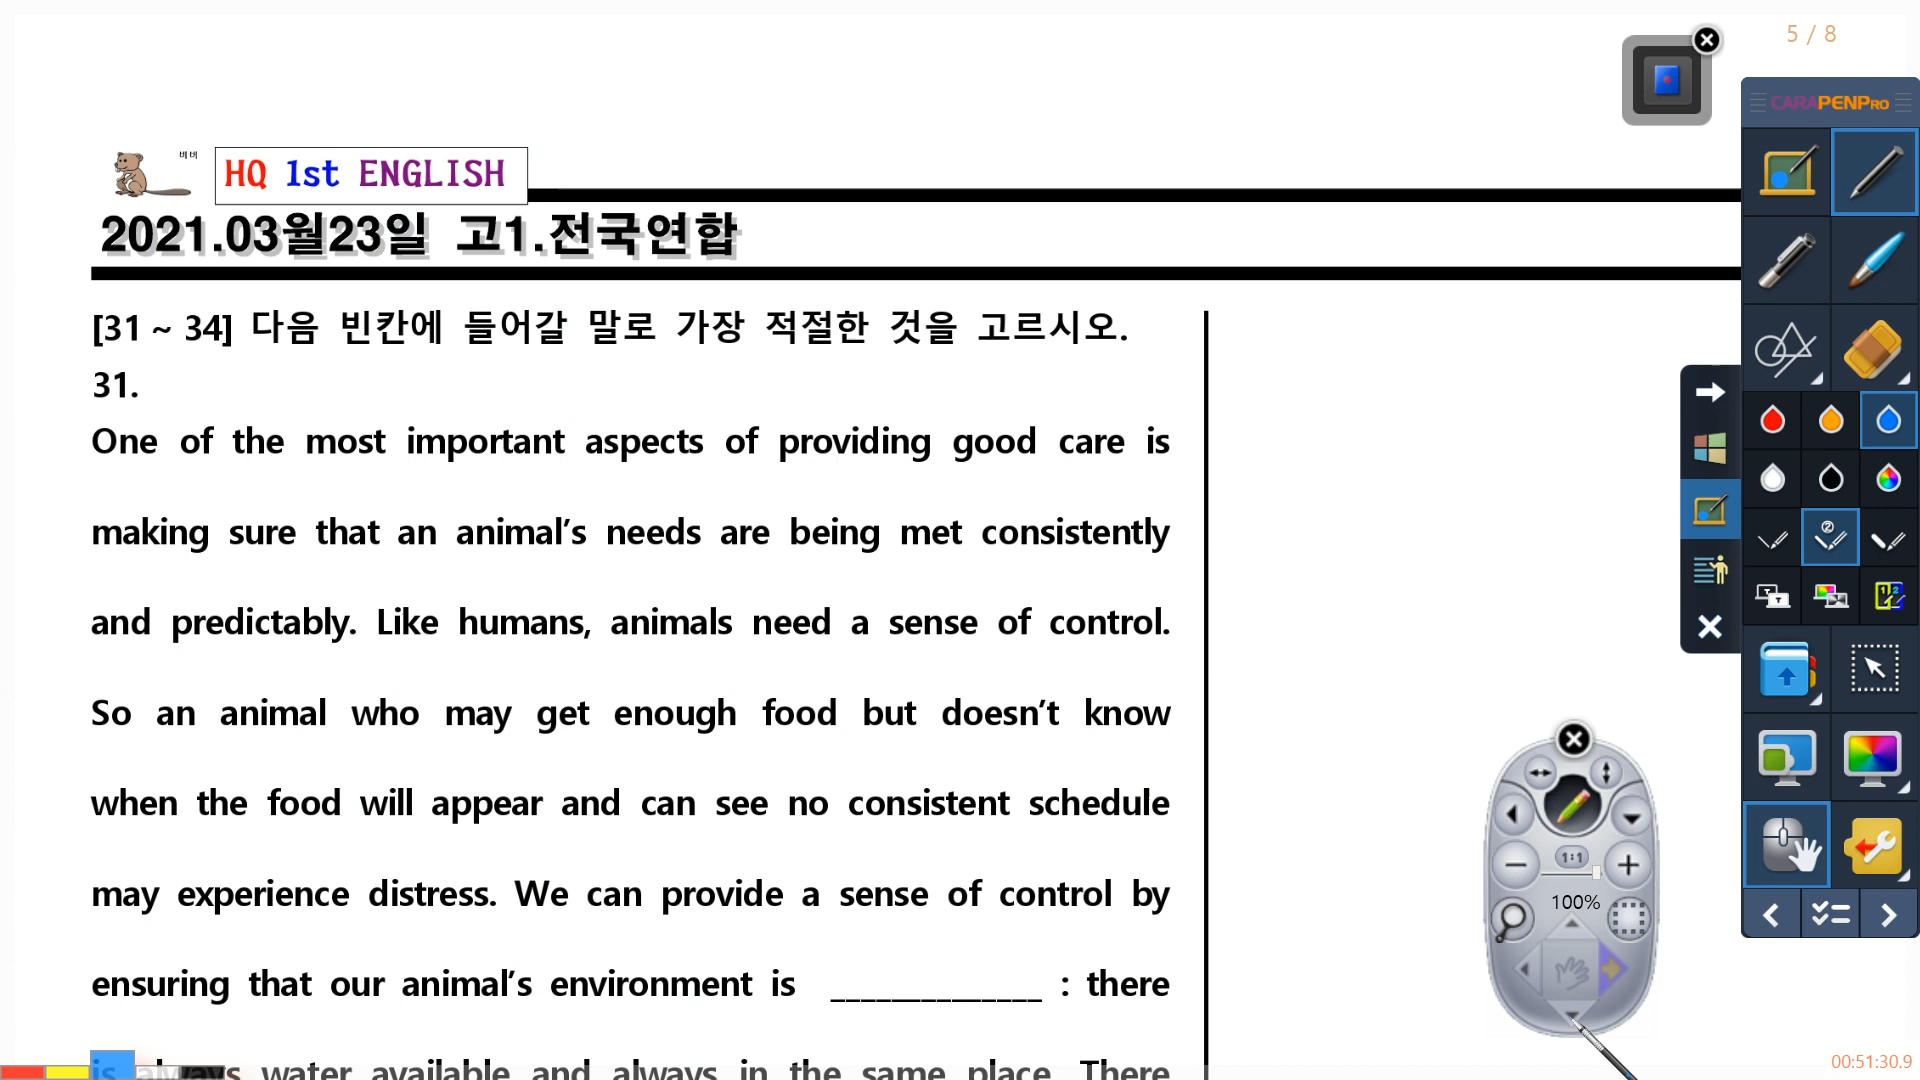 5 / 8
CARAPENPRO
비버
HQ 1st ENGLISH
2021.03월23일 고1.전국연합
[31 ~ 34] 다음 빈칸에 들어갈 말로 가장 적절한 것을 고르시오.
31.
One of the most important aspects of providing good care is
making sure that an animal’s needs are being met consistently
and predictably. Like humans, animals need a sense of control.
So an animal who may get enough food but doesn’t know
when the food will appear and can see no consistent schedule
may experience distress. We can provide a sense of control by
ensuring that our animal’s environment is ______________ : there
is always water available and always in the same place. There
②
1:1
100%
00:51:30.9